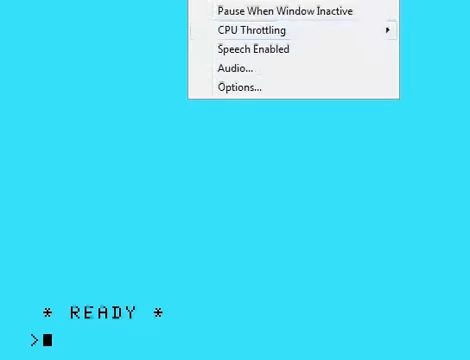 Pause When Window Inactive
CPU Throttling
Speech Enabled
Audio...
Options...
* READY *
>